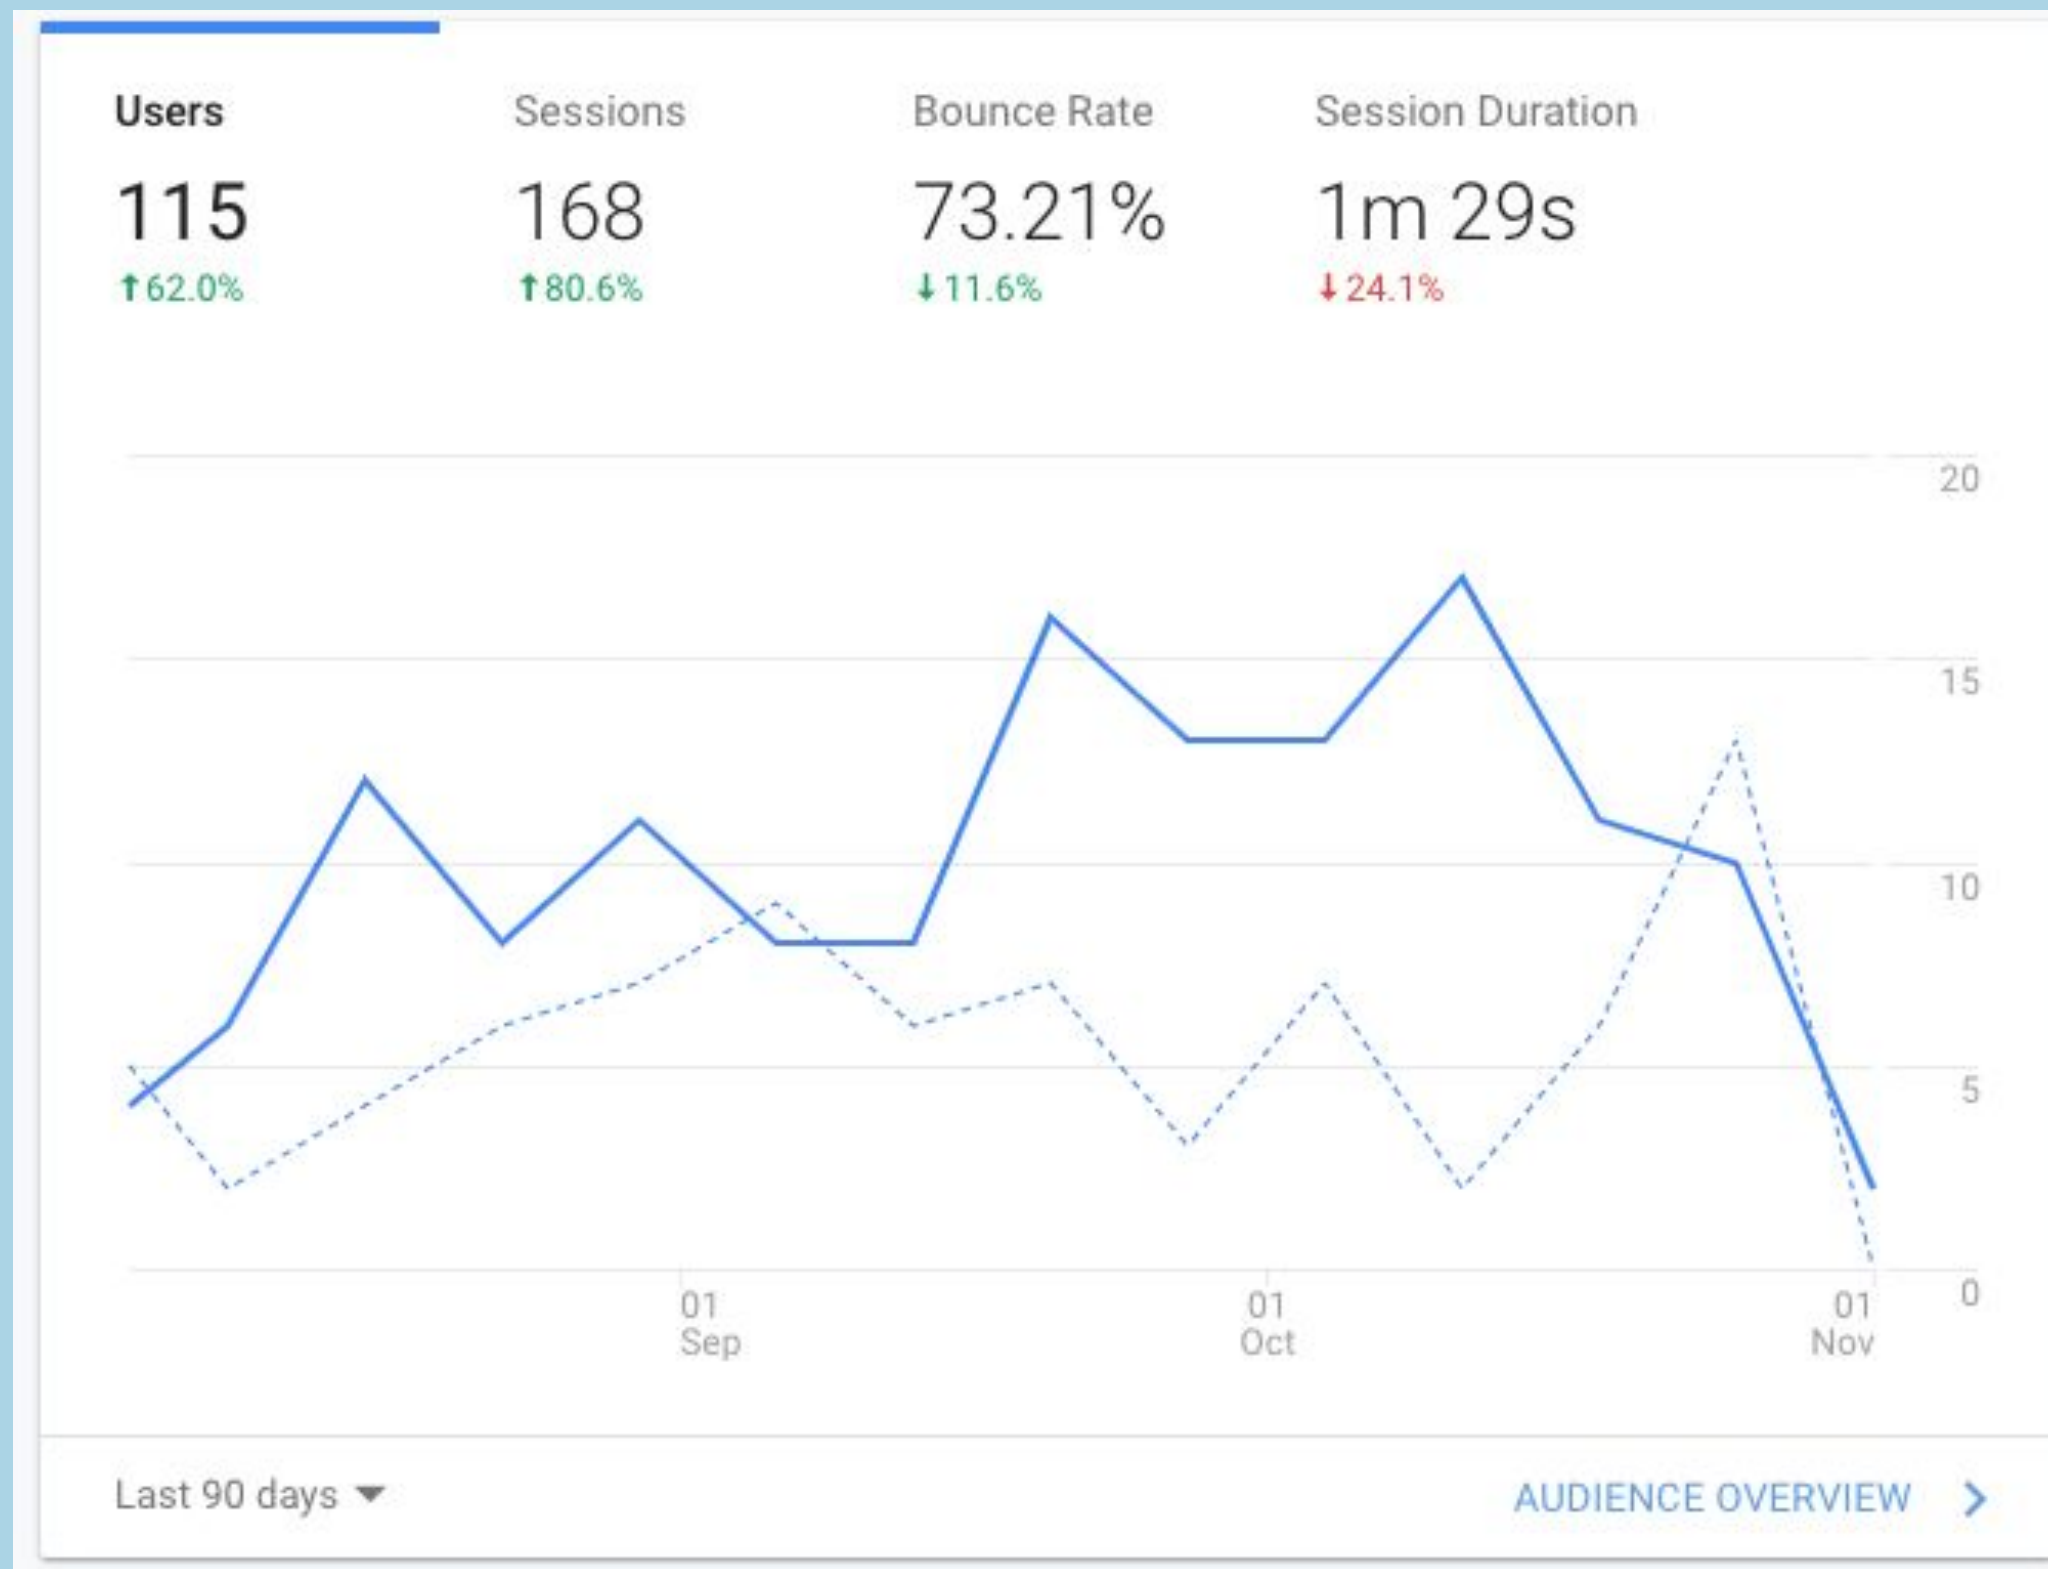 Users Sessions Bounce Rate Session Duration
115 168 73.21% 1m 29s
↑62.0% ↑80.6% ↓11.6% ↓24.1%
20
15
10
5
0
01 01 01
Sep Oct Nov
Last 90 days AUDIENCE OVERVIEW